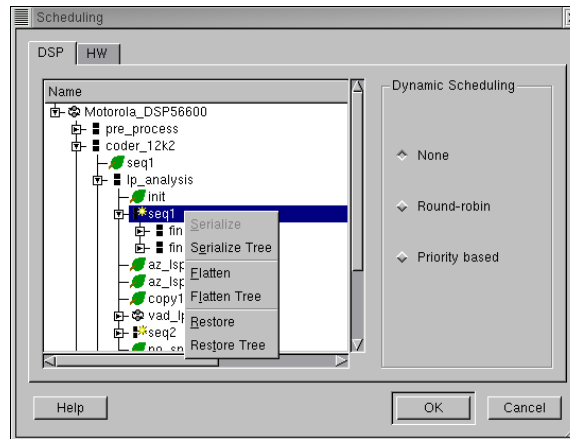 Scheduling
DSP
HW
Name
Dynamic Scheduling
Motorola_DSP56600
pre_process
coder_12k2
seq1
lp_analysis
init
seq1
fin
fin
az_lsp
az_lsp
copy1
vad_lp
seq2
Serialize
Serialize Tree
Flatten
Flatten Tree
Restore
Restore Tree
None
Round-robin
Priority based
Help
OK
Cancel